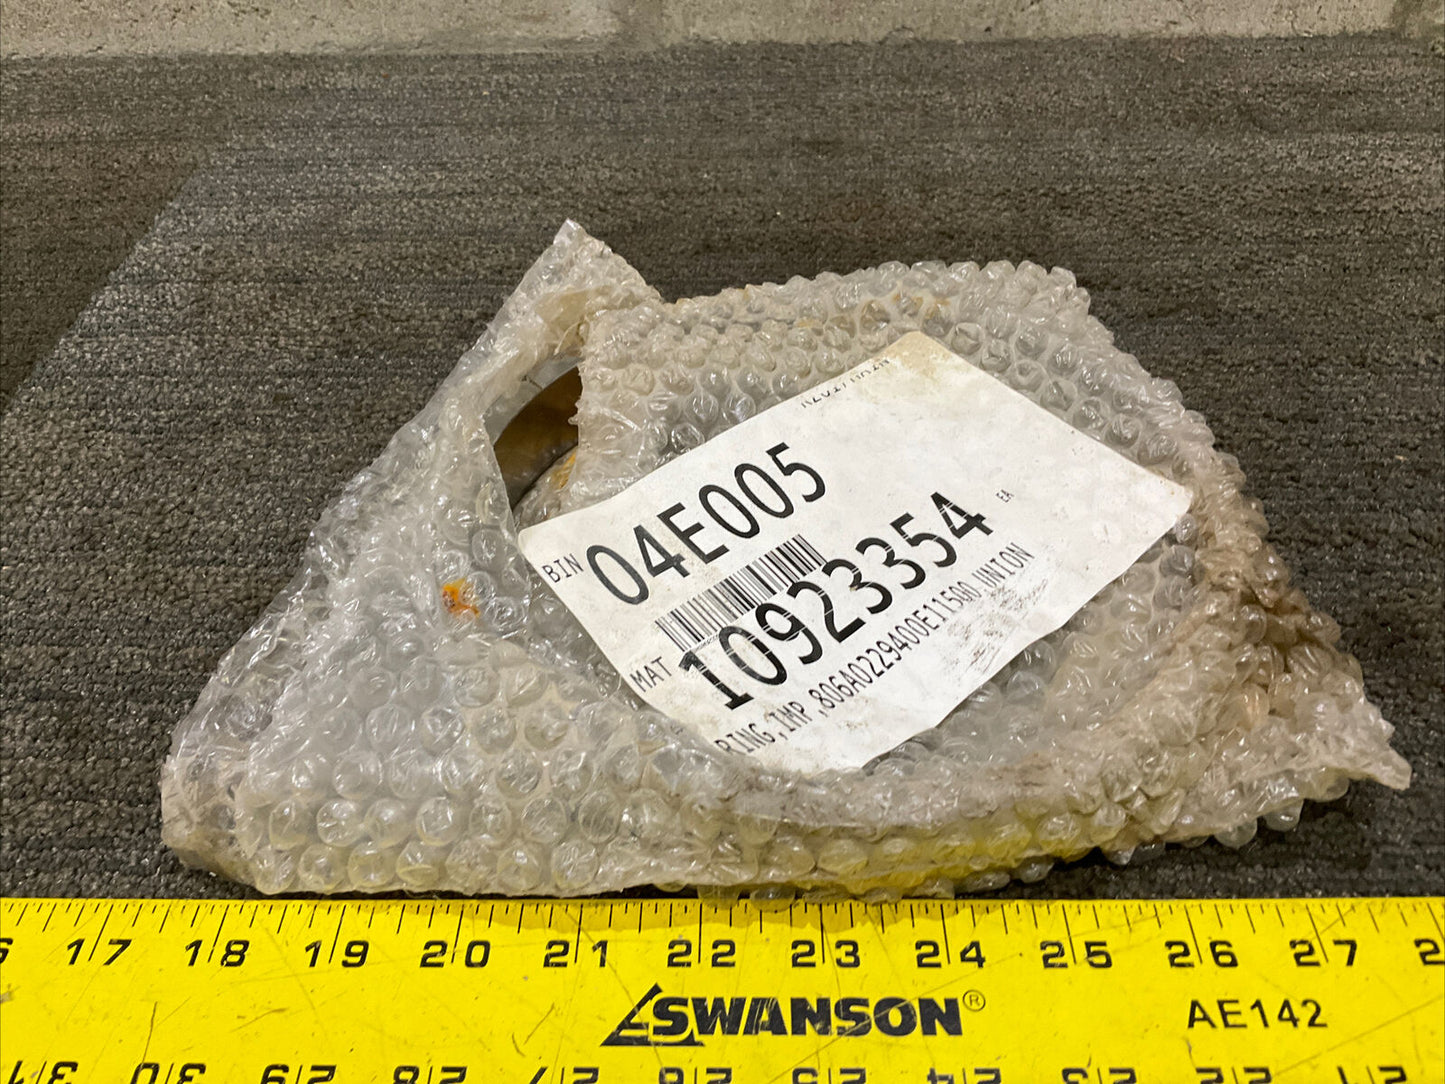 BIN 04E005
MAT 10923354 EA
RING,IMP,806A0229400E115Q0,UNION
17 18 19 20 21 22 23 24 25 26 27
SWANSON® AE142